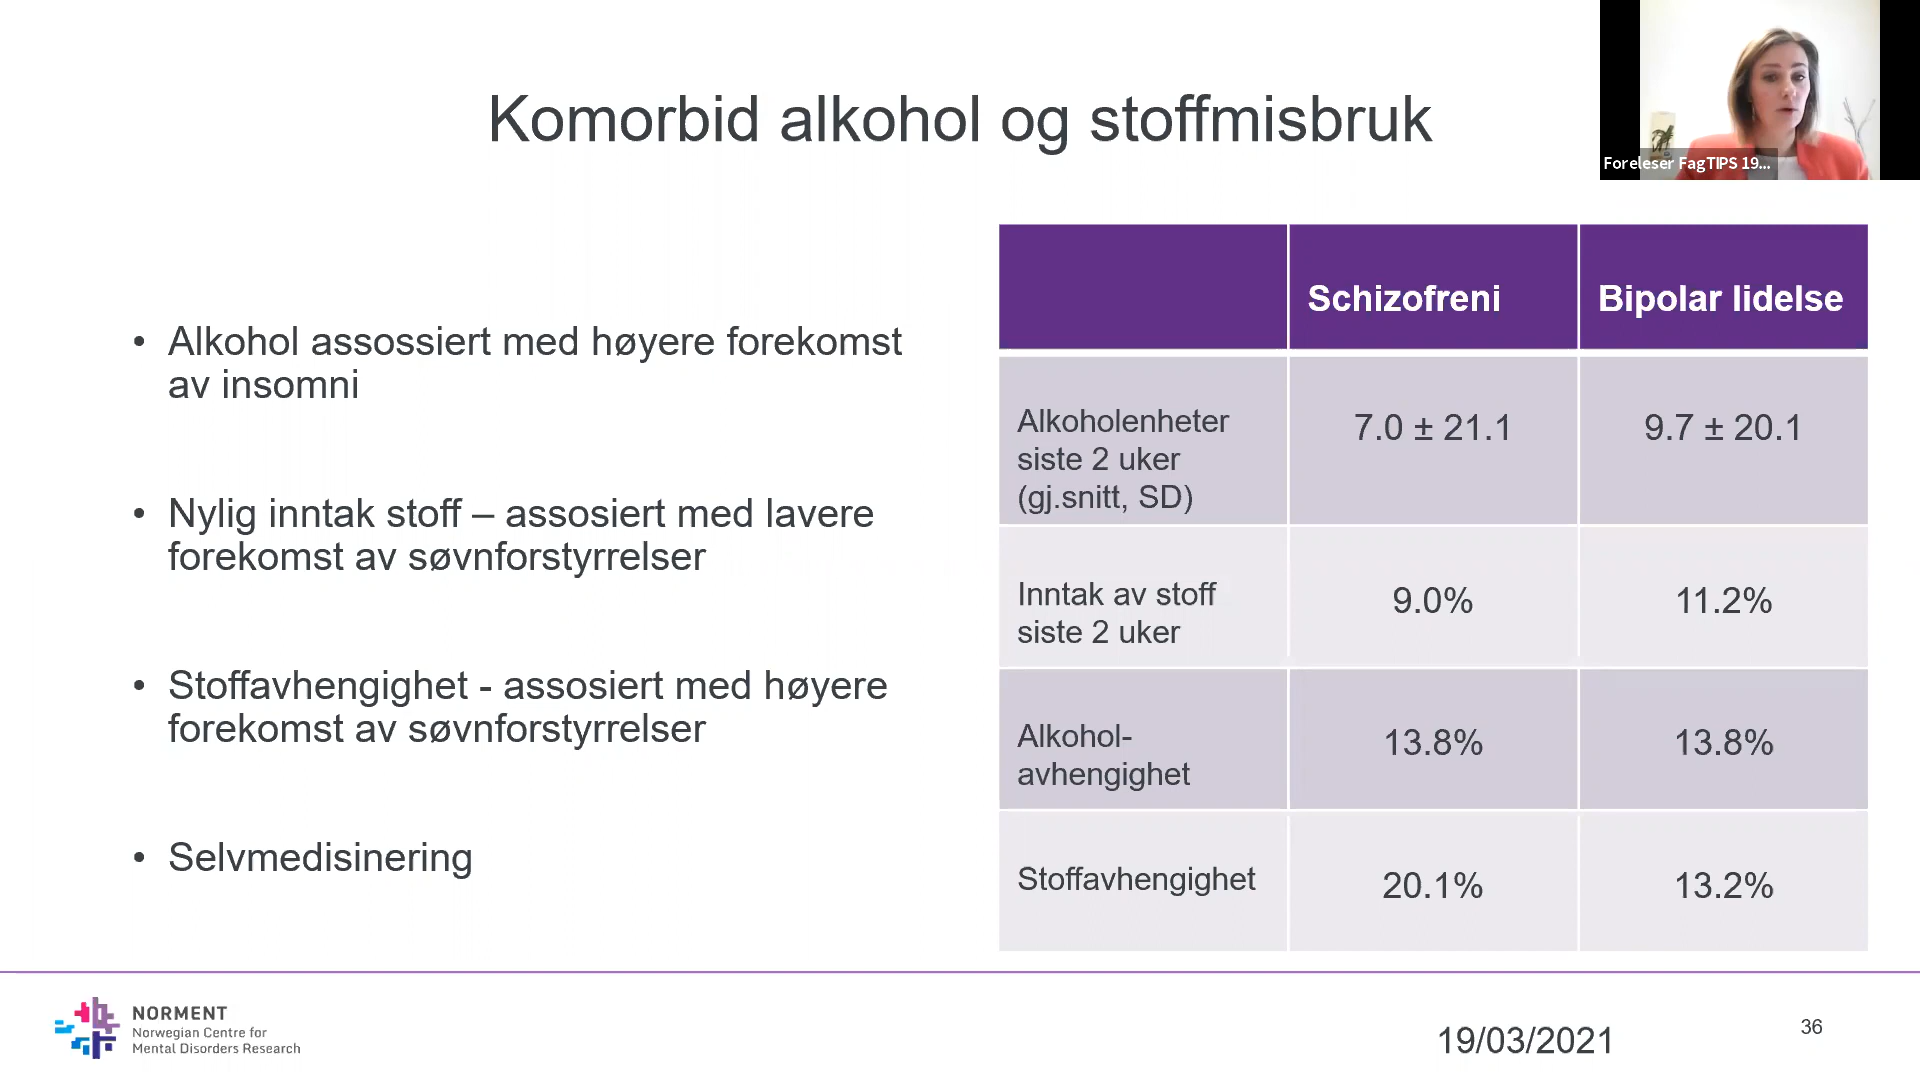 Komorbid alkohol og stoffmisbruk
Foreleser FagTIPS 19...
• Alkohol assossiert med høyere forekomst
av insomni
• Nylig inntak stoff – assosiert med lavere
forekomst av søvnforstyrrelser
• Stoffavhengighet - assosiert med høyere
forekomst av søvnforstyrrelser
• Selvmedisinering
Schizofreni
Bipolar lidelse
Alkoholenheter
siste 2 uker
(gj.snitt, SD)
7.0 ± 21.1
9.7 ± 20.1
Inntak av stoff
siste 2 uker
9.0%
11.2%
Alkohol-
avhengighet
13.8%
13.8%
Stoffavhengighet
20.1%
13.2%
NORMENT
Norwegian Centre for
Mental Disorders Research
19/03/2021
36